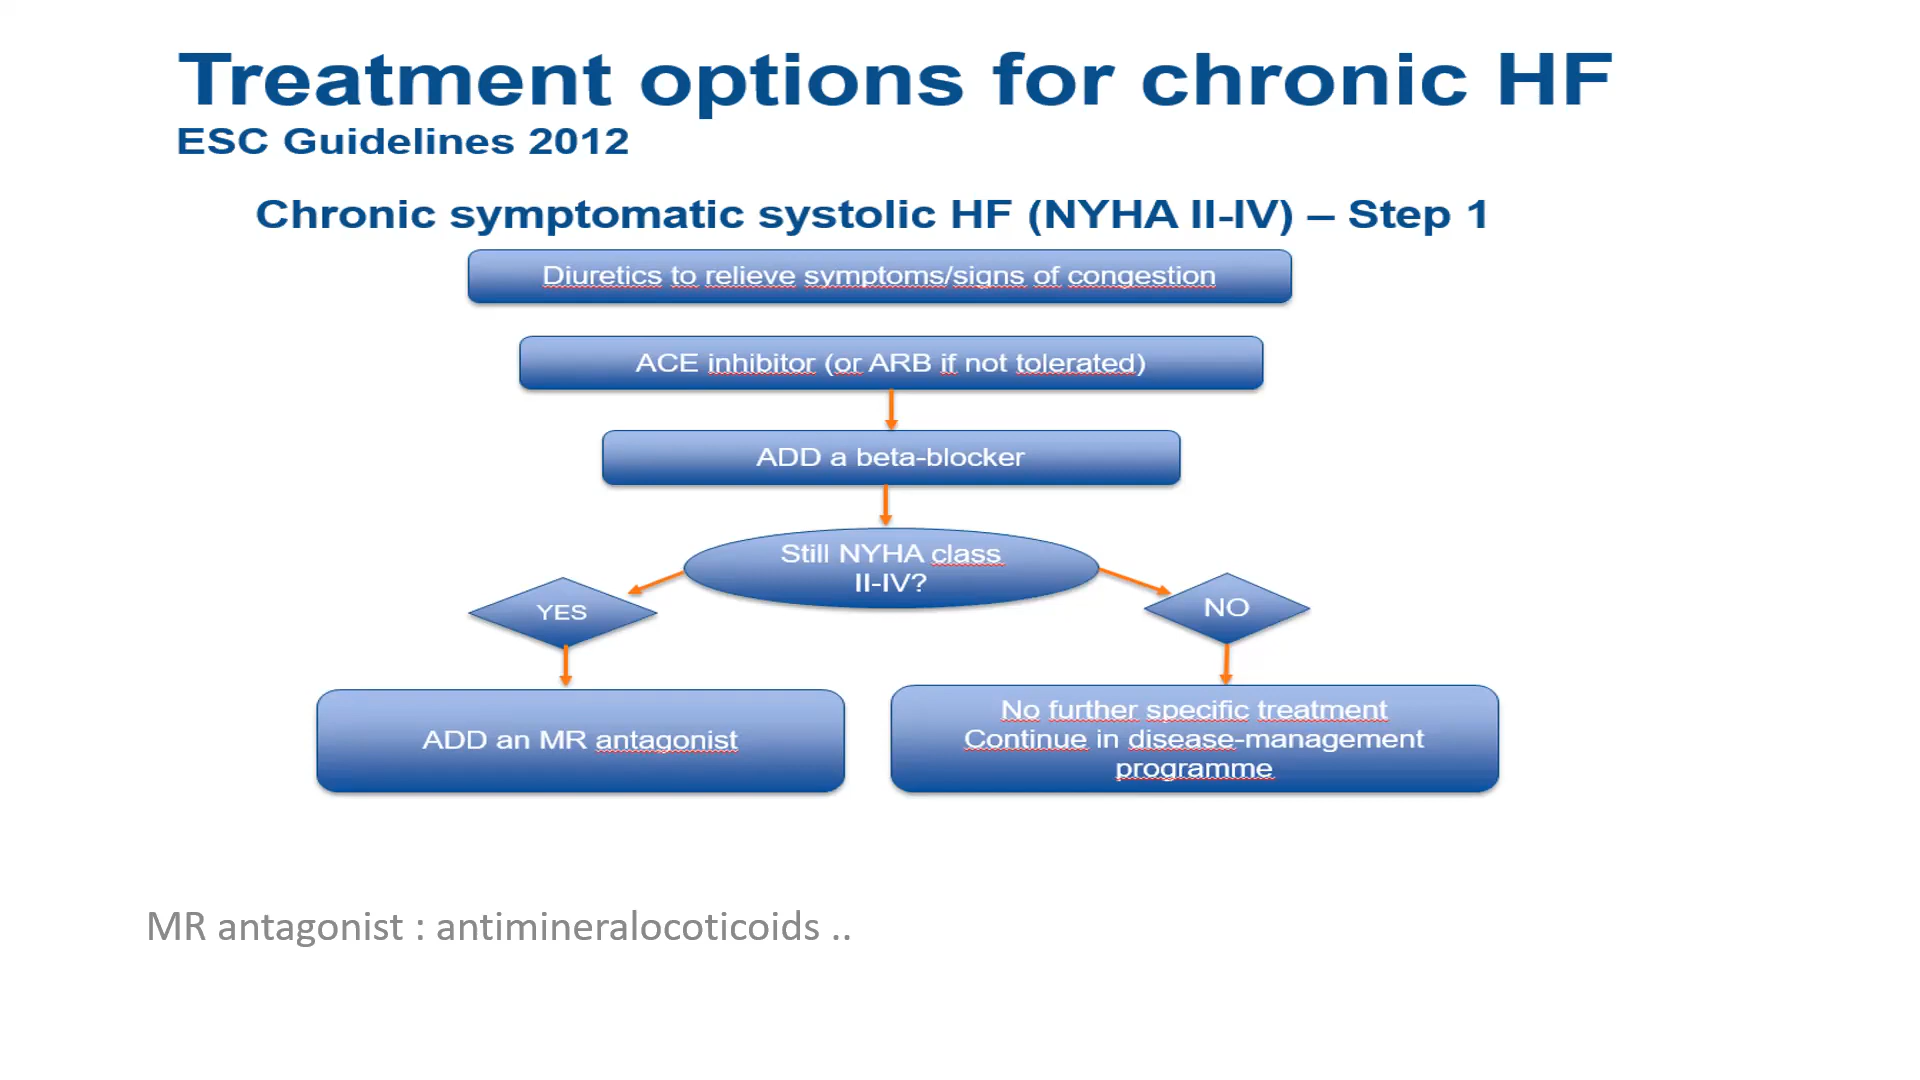 Treatment options for chronic HF
ESC Guidelines 2012
Chronic symptomatic systolic HF (NYHA II-IV) – Step 1
Diuretics to relieve symptoms/signs of congestion
ACE inhibitor (or ARB if not tolerated)
ADD a beta-blocker
Still NYHA class
II-IV?
YES
NO
ADD an MR antagonist
No further specific treatment
Continue in disease-management
programme
MR antagonist : antimineralocoticoids ..